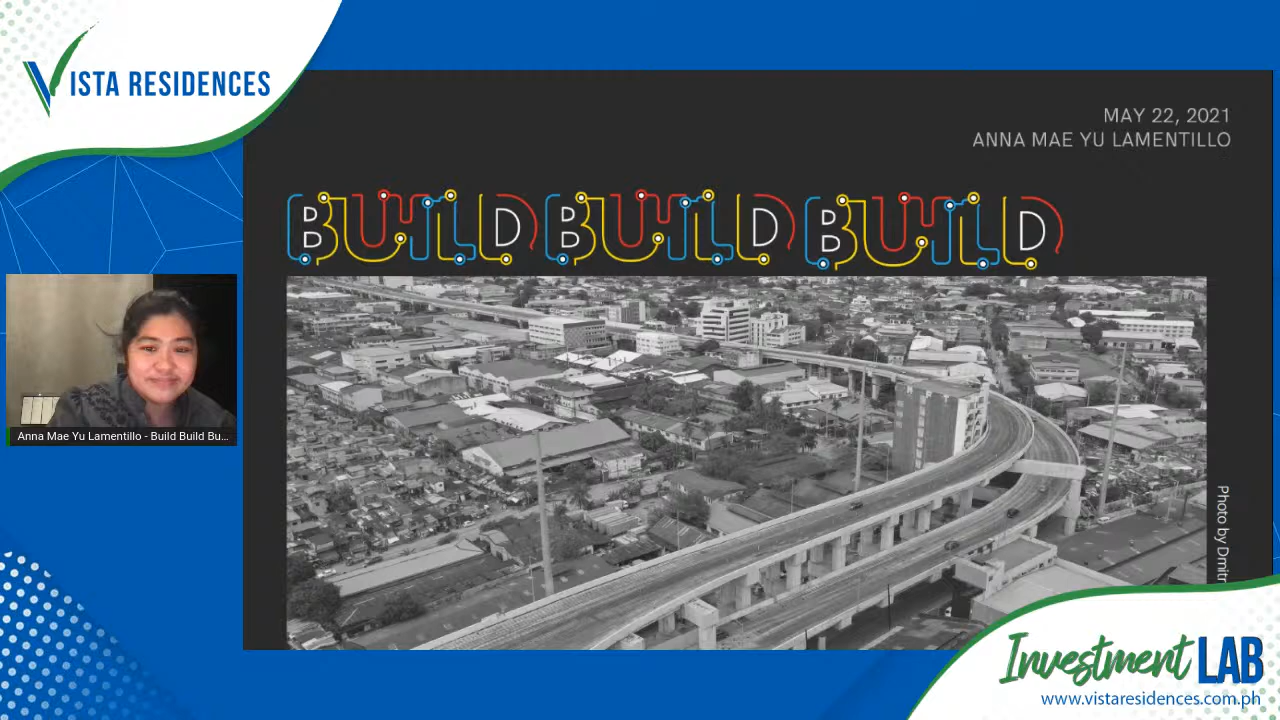 VISTA RESIDENCES
MAY 22, 2021
ANNA MAE YU LAMENTILLO
BUILD BUILD BUILD
Anna Mae Yu Lamentillo - Build Build Bu...
Photo by Dmitr
Investment LAB
www.vistaresidences.com.ph